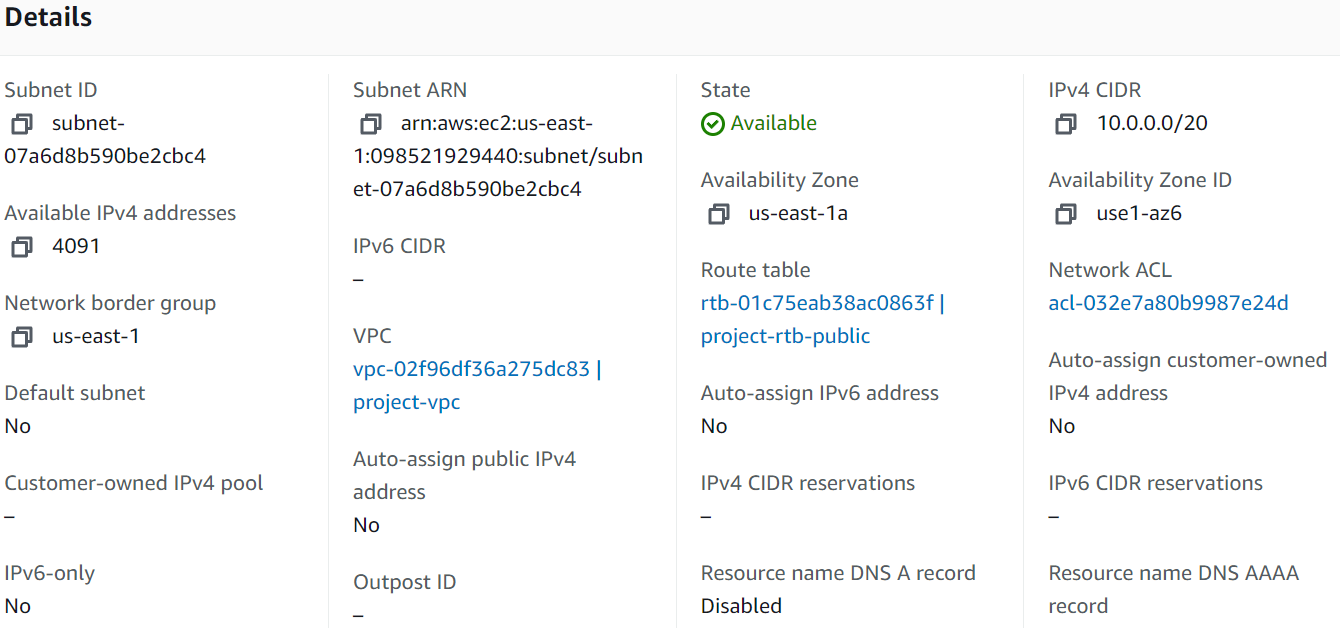 Details
Subnet ID
subnet-
07a6d8b590be2cbc4
Available IPv4 addresses
4091
Network border group
us-east-1
Default subnet
No
Customer-owned IPv4 pool
–
IPv6-only
No
Subnet ARN
arn:aws:ec2:us-east-
1:098521929440:subnet/subn
et-07a6d8b590be2cbc4
IPv6 CIDR
–
VPC
vpc-02f96df36a275dc83 |
project-vpc
Auto-assign public IPv4
address
No
Outpost ID
–
State
Available
Availability Zone
us-east-1a
Route table
rtb-01c75eab38ac0863f |
project-rtb-public
Auto-assign IPv6 address
No
IPv4 CIDR reservations
–
Resource name DNS A record
Disabled
IPv4 CIDR
10.0.0.0/20
Availability Zone ID
use1-az6
Network ACL
acl-032e7a80b9987e24d
Auto-assign customer-owned
IPv4 address
No
IPv6 CIDR reservations
–
Resource name DNS AAAA
record